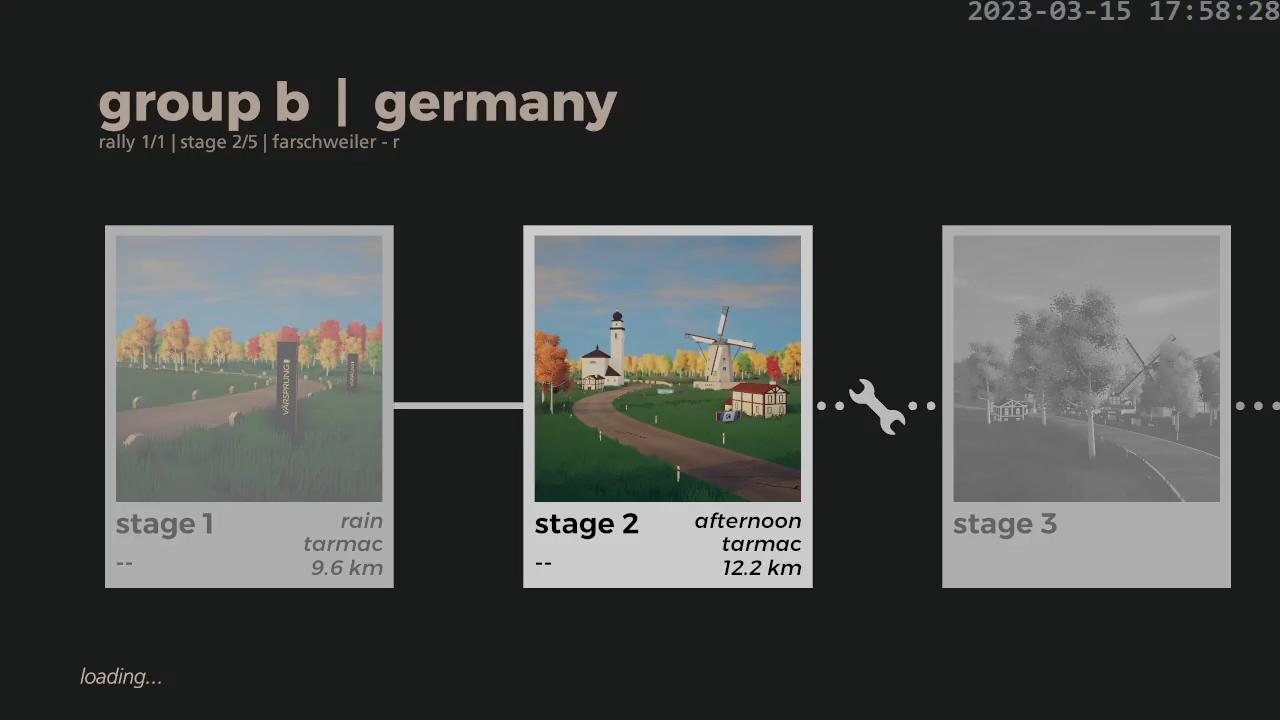 2023-03-15 17:58:28
group b | germany
rally 1/1 | stage 2/5 | farschweiler - r
VÄRSPRUNG
stage 1
rain
tarmac
--
9.6 km
stage 2
afternoon
tarmac
--
12.2 km
stage 3
loading...